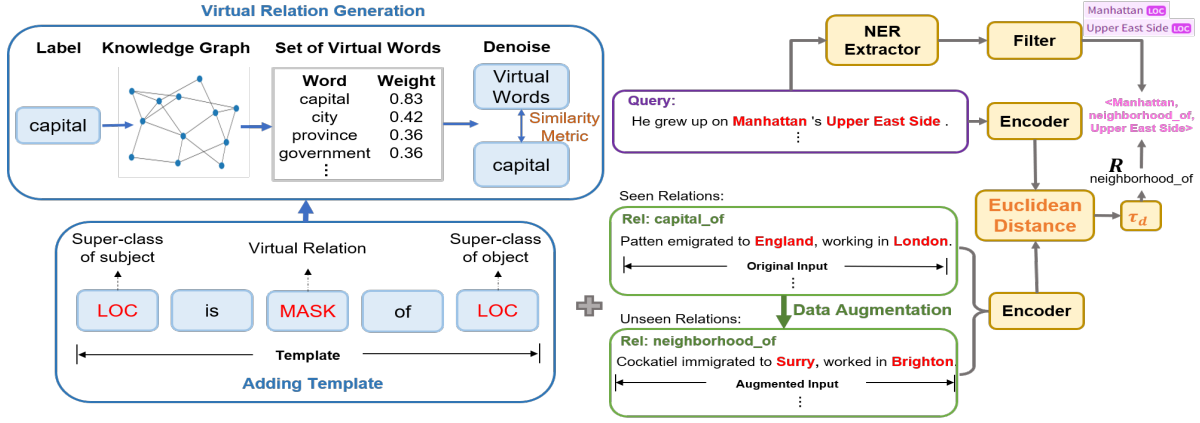 Virtual Relation Generation
Label
Knowledge Graph
Set of Virtual Words
Denoise
capital
Word Weight
capital 0.83
city 0.42
province 0.36
government 0.36
⋮
Virtual
Words
Similarity
Metric
capital
Super-class
of subject
Virtual Relation
Super-class
of object
LOC
is
MASK
of
LOC
Template
Adding Template
NER
Extractor
Filter
Manhattan LOC
Upper East Side LOC
Query:
He grew up on Manhattan 's Upper East Side .
⋮
Encoder
<Manhattan,
neighborhood_of,
Upper East Side>
R
neighborhood_of
Euclidean
Distance
τd
Seen Relations:
Rel: capital_of
Patten emigrated to England, working in London.
Original Input
⋮
Data Augmentation
Unseen Relations:
Rel: neighborhood_of
Cockatiel immigrated to Surry, worked in Brighton.
Augmented Input
⋮
Encoder